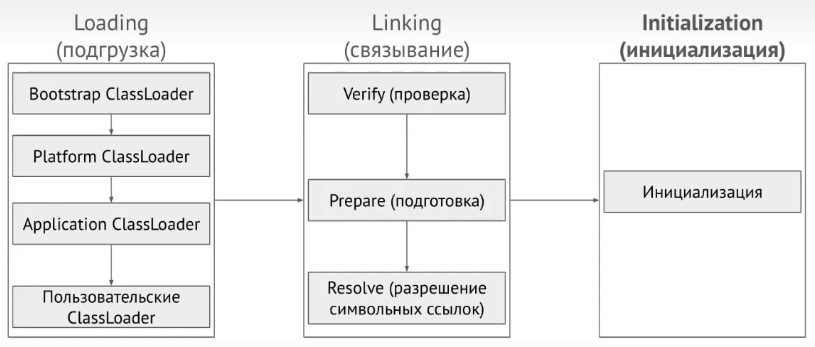 Loading
(подгрузка)
Bootstrap ClassLoader
Platform ClassLoader
Application ClassLoader
Пользовательские
ClassLoader
Linking
(связывание)
Verify (проверка)
Prepare (подготовка)
Resolve (разрешение
символьных ссылок)
Initialization
(инициализация)
Инициализация